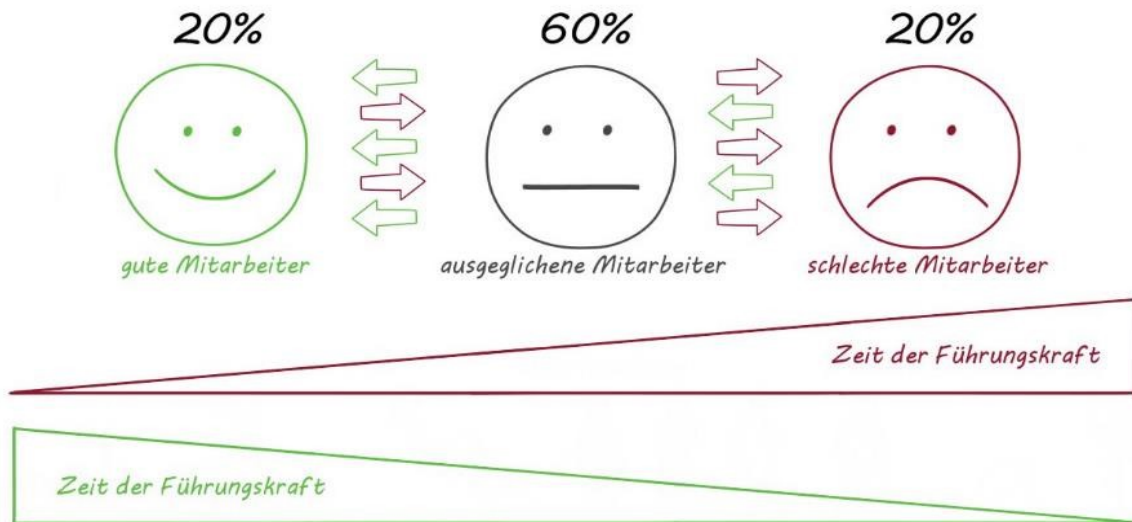 20%
60%
20%
gute Mitarbeiter
ausgeglichene Mitarbeiter
schlechte Mitarbeiter
Zeit der Führungskraft
Zeit der Führungskraft